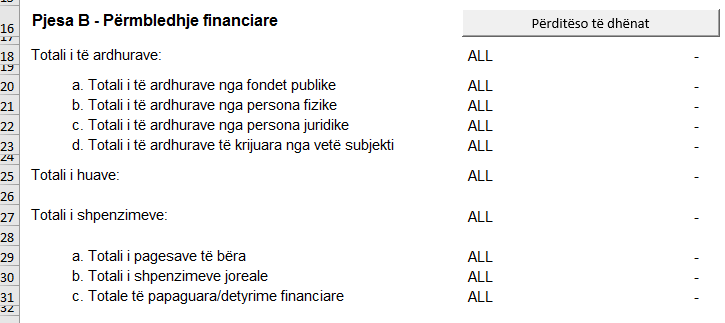 16 Pjesa B - Përmbledhje financiare Përditëso të dhënat
17
18 Totali i të ardhurave: ALL -
19
20 a. Totali i të ardhurave nga fondet publike ALL -
21 b. Totali i të ardhurave nga persona fizike ALL -
22 c. Totali i të ardhurave nga persona juridike ALL -
23 d. Totali i të ardhurave të krijuara nga vetë subjekti ALL -
24
25 Totali i huave: ALL -
26
27 Totali i shpenzimeve: ALL -
28
29 a. Totali i pagesave të bëra ALL -
30 b. Totali i shpenzimeve joreale ALL -
31 c. Totale të papaguara/detyrime financiare ALL -
32